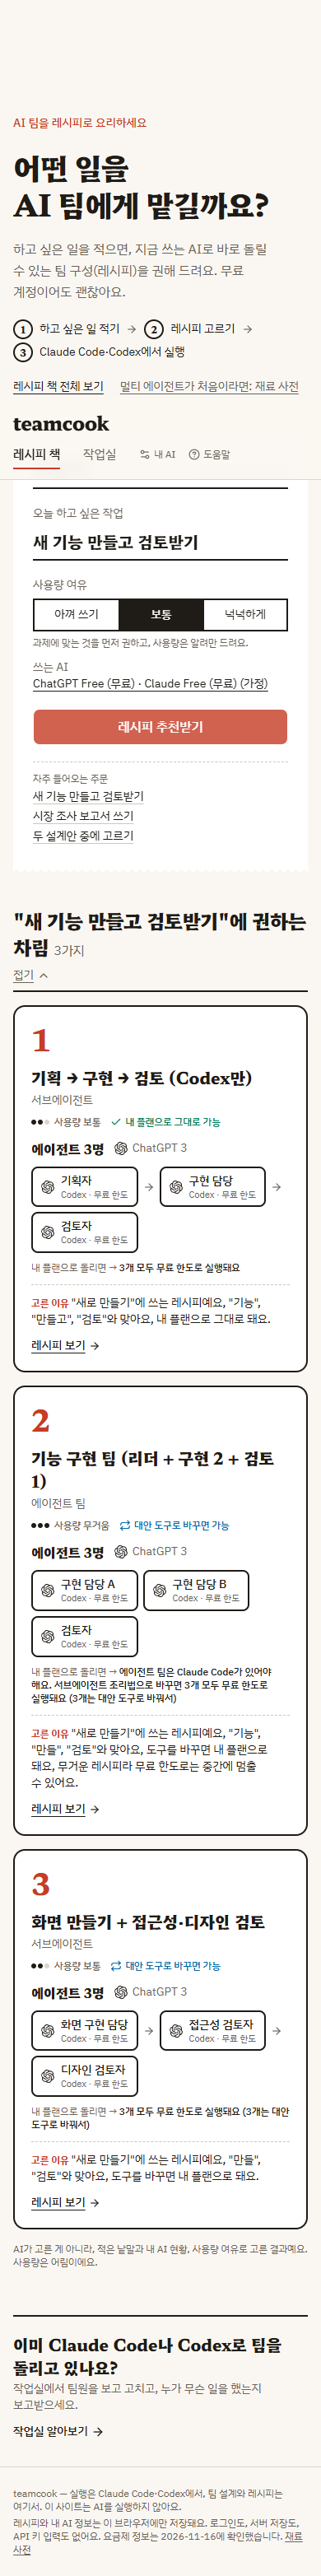 AI 팀을 레시피로 요리하세요
어떤 일을
AI 팀에게 맡길까요?
하고 싶은 일을 적으면, 지금 쓰는 AI로 바로 돌릴
수 있는 팀 구성(레시피)을 권해 드려요. 무료
계정이어도 괜찮아요.
1 하고 싶은 일 적기 → 2 레시피 고르기 →
3 Claude Code·Codex에서 실행
레시피 책 전체 보기 멀티 에이전트가 처음이라면: 재료 사전
teamcook
레시피 책 작업실 내 AI 도움말
오늘 하고 싶은 작업
새 기능 만들고 검토받기
사용량 여유
아껴 쓰기 보통 넉넉하게
과제에 맞는 것을 먼저 권하고, 사용량은 알려만 드려요.
쓰는 AI
ChatGPT Free (무료) · Claude Free (무료) (가정)
레시피 추천받기
자주 들어오는 주문
새 기능 만들고 검토받기
시장 조사 보고서 쓰기
두 설계안 중에 고르기
"새 기능 만들고 검토받기"에 권하는
차림 3가지
접기
1
기획 → 구현 → 검토 (Codex만)
서브에이전트
사용량 보통 내 플랜으로 그대로 가능
에이전트 3명 ChatGPT 3
기획자 → 구현 담당 →
Codex · 무료 한도 Codex · 무료 한도
검토자
Codex · 무료 한도
내 플랜으로 돌리면 → 3개 모두 무료 한도로 실행돼요
고른 이유 "새로 만들기"에 쓰는 레시피예요, "기능",
"만들고", "검토"와 맞아요, 내 플랜으로 그대로 돼요.
레시피 보기 →
2
기능 구현 팀 (리더 + 구현 2 + 검토
1)
에이전트 팀
사용량 무거움 대안 도구로 바꾸면 가능
에이전트 3명 ChatGPT 3
구현 담당 A 구현 담당 B
Codex · 무료 한도 Codex · 무료 한도
검토자
Codex · 무료 한도
내 플랜으로 돌리면 → 에이전트 팀은 Claude Code가 있어야
해요. 서브에이전트 조리법으로 바꾸면 3개 모두 무료 한도로
실행돼요 (3개는 대안 도구로 바꿔서)
고른 이유 "새로 만들기"에 쓰는 레시피예요, "기능",
"만들", "검토"와 맞아요, 도구를 바꾸면 내 플랜으로
돼요, 무거운 레시피라 무료 한도로는 중간에 멈출
수 있어요.
레시피 보기 →
3
화면 만들기 + 접근성·디자인 검토
서브에이전트
사용량 보통 대안 도구로 바꾸면 가능
에이전트 3명 ChatGPT 3
화면 구현 담당 → 접근성 검토자 →
Codex · 무료 한도 Codex · 무료 한도
디자인 검토자
Codex · 무료 한도
내 플랜으로 돌리면 → 3개 모두 무료 한도로 실행돼요 (3개는 대안
도구로 바꿔서)
고른 이유 "새로 만들기"에 쓰는 레시피예요, "만들",
"검토"와 맞아요, 도구를 바꾸면 내 플랜으로 돼요.
레시피 보기 →
AI가 고른 게 아니라, 적은 낱말과 내 AI 현황, 사용량 여유로 고른 결과예요.
사용량은 어림이에요.
이미 Claude Code나 Codex로 팀을
돌리고 있나요?
작업실에서 팀원을 보고 고치고, 누가 무슨 일을 했는지
보고받으세요.
작업실 알아보기 →
teamcook — 실행은 Claude Code·Codex에서, 팀 설계와 레시피는
여기서. 이 사이트는 AI를 실행하지 않아요.
레시피와 내 AI 정보는 이 브라우저에만 저장돼요. 로그인도, 서버 저장도,
API 키 입력도 없어요. 요금제 정보는 2026-11-16에 확인했습니다. 재료
사전